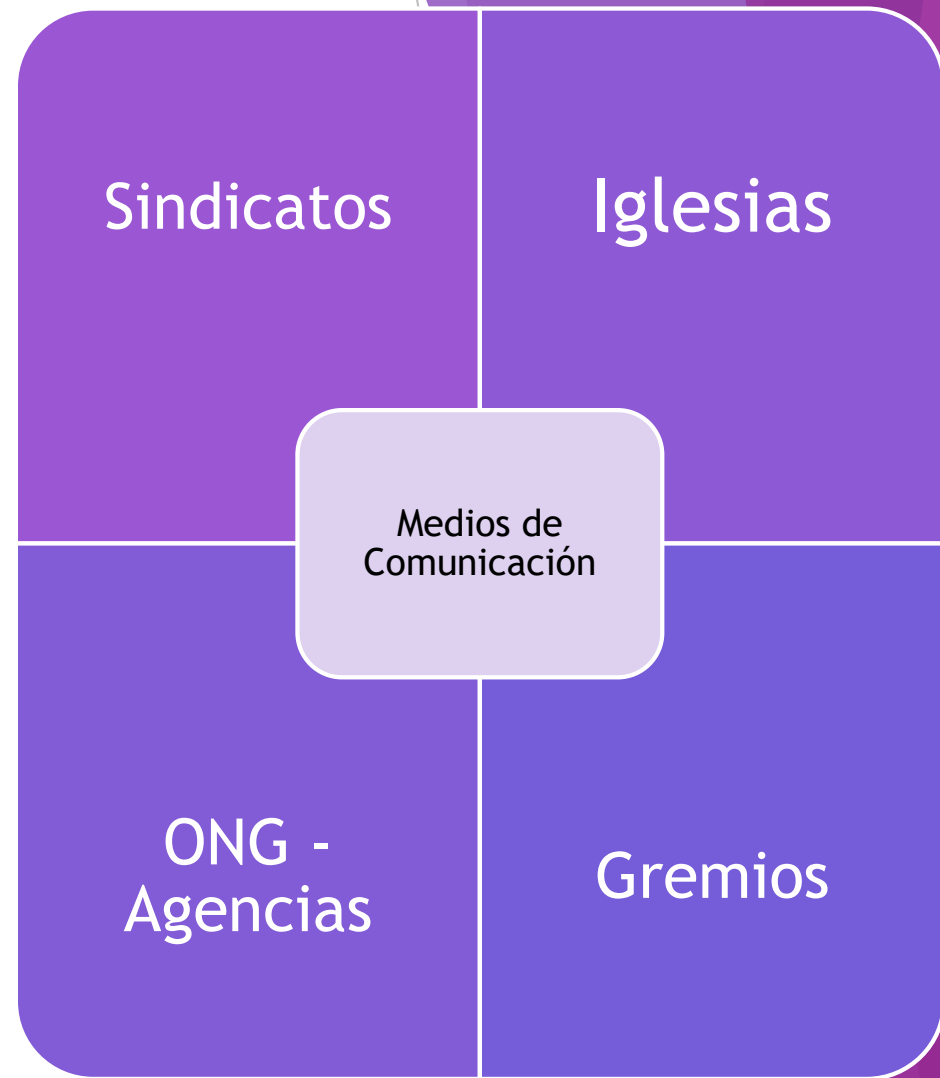 Sindicatos
Iglesias
Medios de
Comunicación
ONG -
Agencias
Gremios